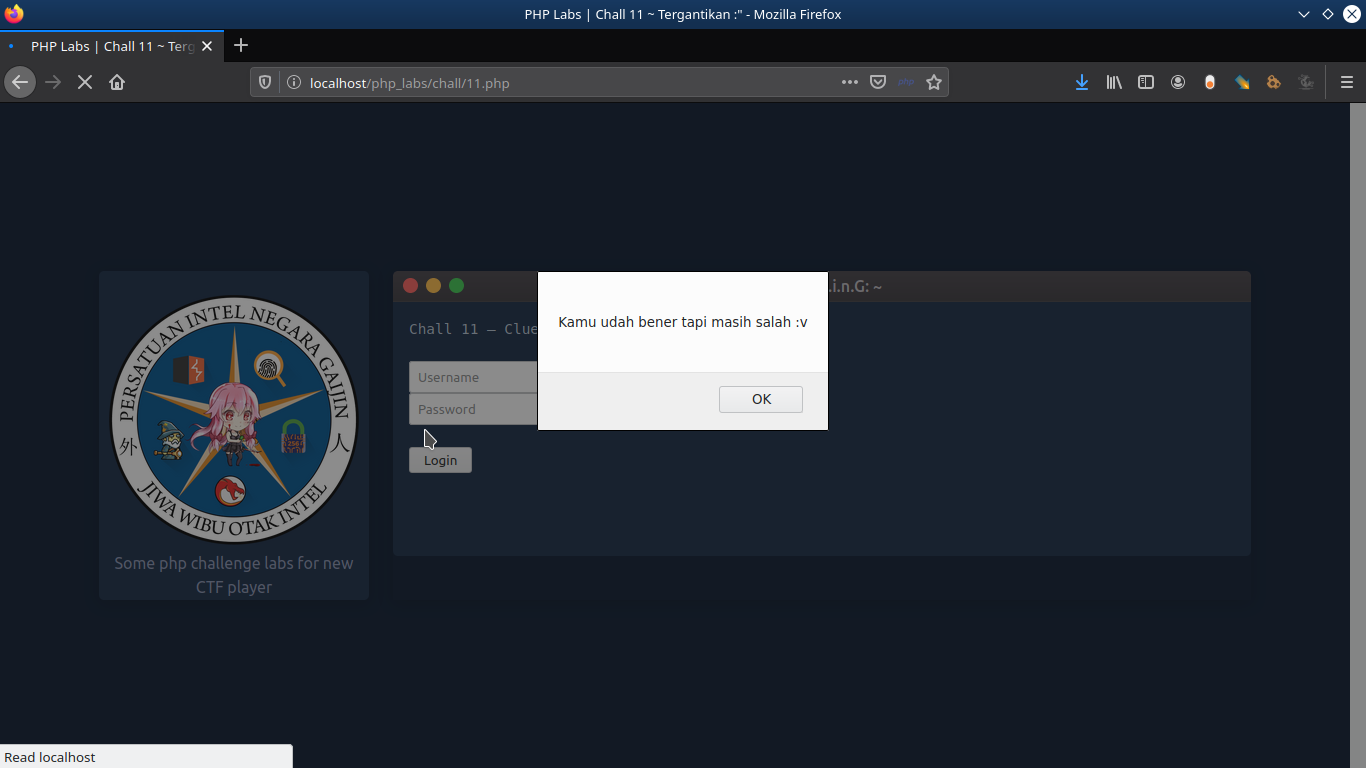 PHP Labs | Chall 11 ~ Tergantikan :" - Mozilla Firefox
PHP Labs | Chall 11 ~ Terg
localhost/php_labs/chall/11.php
php
.i.n.G: ~
Chall 11 – Clue
Kamu udah bener tapi masih salah :v
OK
Username
Password
Login
PERSATUAN INTEL NEGARA GAIJIN
外
人
JIWA WIBU OTAK INTEL
Some php challenge labs for new
CTF player
Read localhost